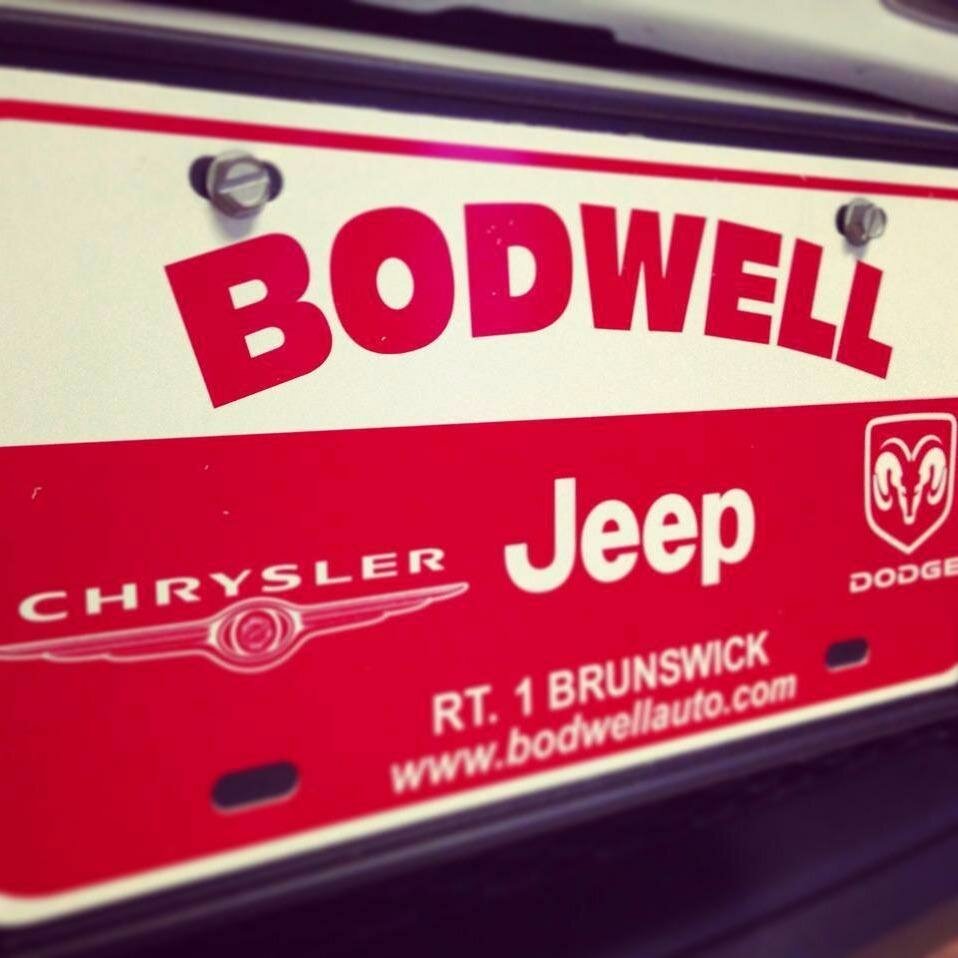 BODWELL
CHRYSLER Jeep DODGE
RT. 1 BRUNSWICK
www.bodwellauto.com